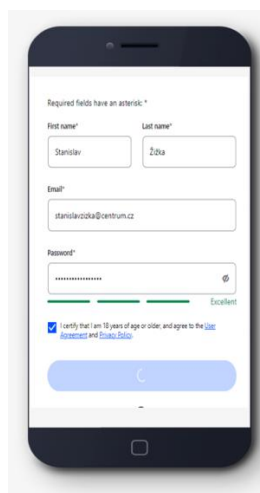 Required fields have an asterisk: *
First name* Last name*
Stanislav Žižka
Email*
stanislavzizka@centrum.cz
Password*
•••••••••••••••••
Excellent
I certify that I am 18 years of age or older, and agree to the User
Agreement and Privacy Policy.